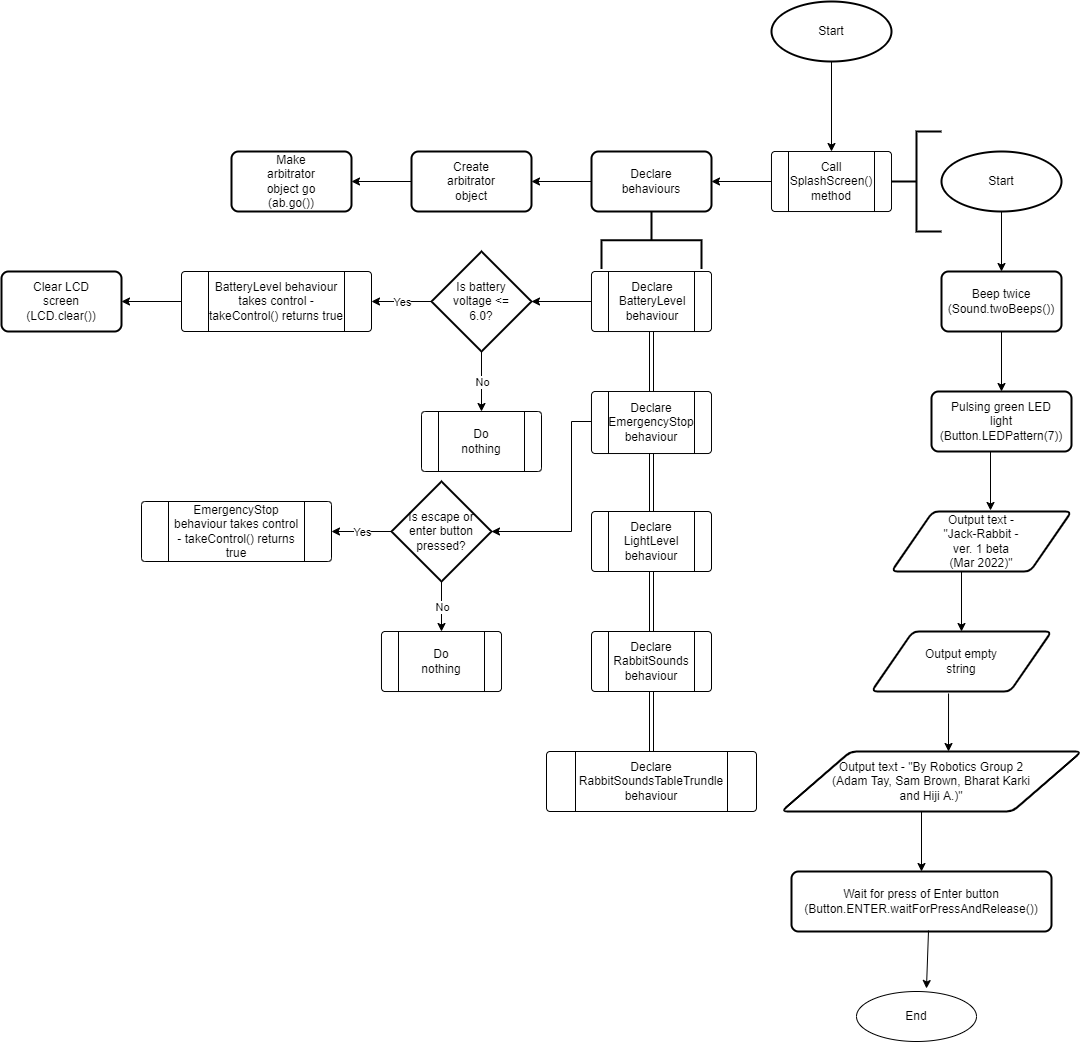 Start
Make
arbitrator
object go
(ab.go())
Create
arbitrator
object
Declare
behaviours
Call
SplashScreen()
method
Start
Clear LCD
screen
(LCD.clear())
BatteryLevel behaviour
takes control -
takeControl() returns true
Yes
Is battery
voltage <=
6.0?
Declare
BatteryLevel
behaviour
Beep twice
(Sound.twoBeeps())
No
Do
nothing
Declare
EmergencyStop
behaviour
Pulsing green LED
light
(Button.LEDPattern(7))
EmergencyStop
behaviour takes control
- takeControl() returns
true
Yes
Is escape or
enter button
pressed?
Declare
LightLevel
behaviour
Output text -
"Jack-Rabbit -
ver. 1 beta
(Mar 2022)"
No
Do
nothing
Declare
RabbitSounds
behaviour
Output empty
string
Declare
RabbitSoundsTableTrundle
behaviour
Output text - "By Robotics Group 2
(Adam Tay, Sam Brown, Bharat Karki
and Hiji A.)"
Wait for press of Enter button
(Button.ENTER.waitForPressAndRelease())
End